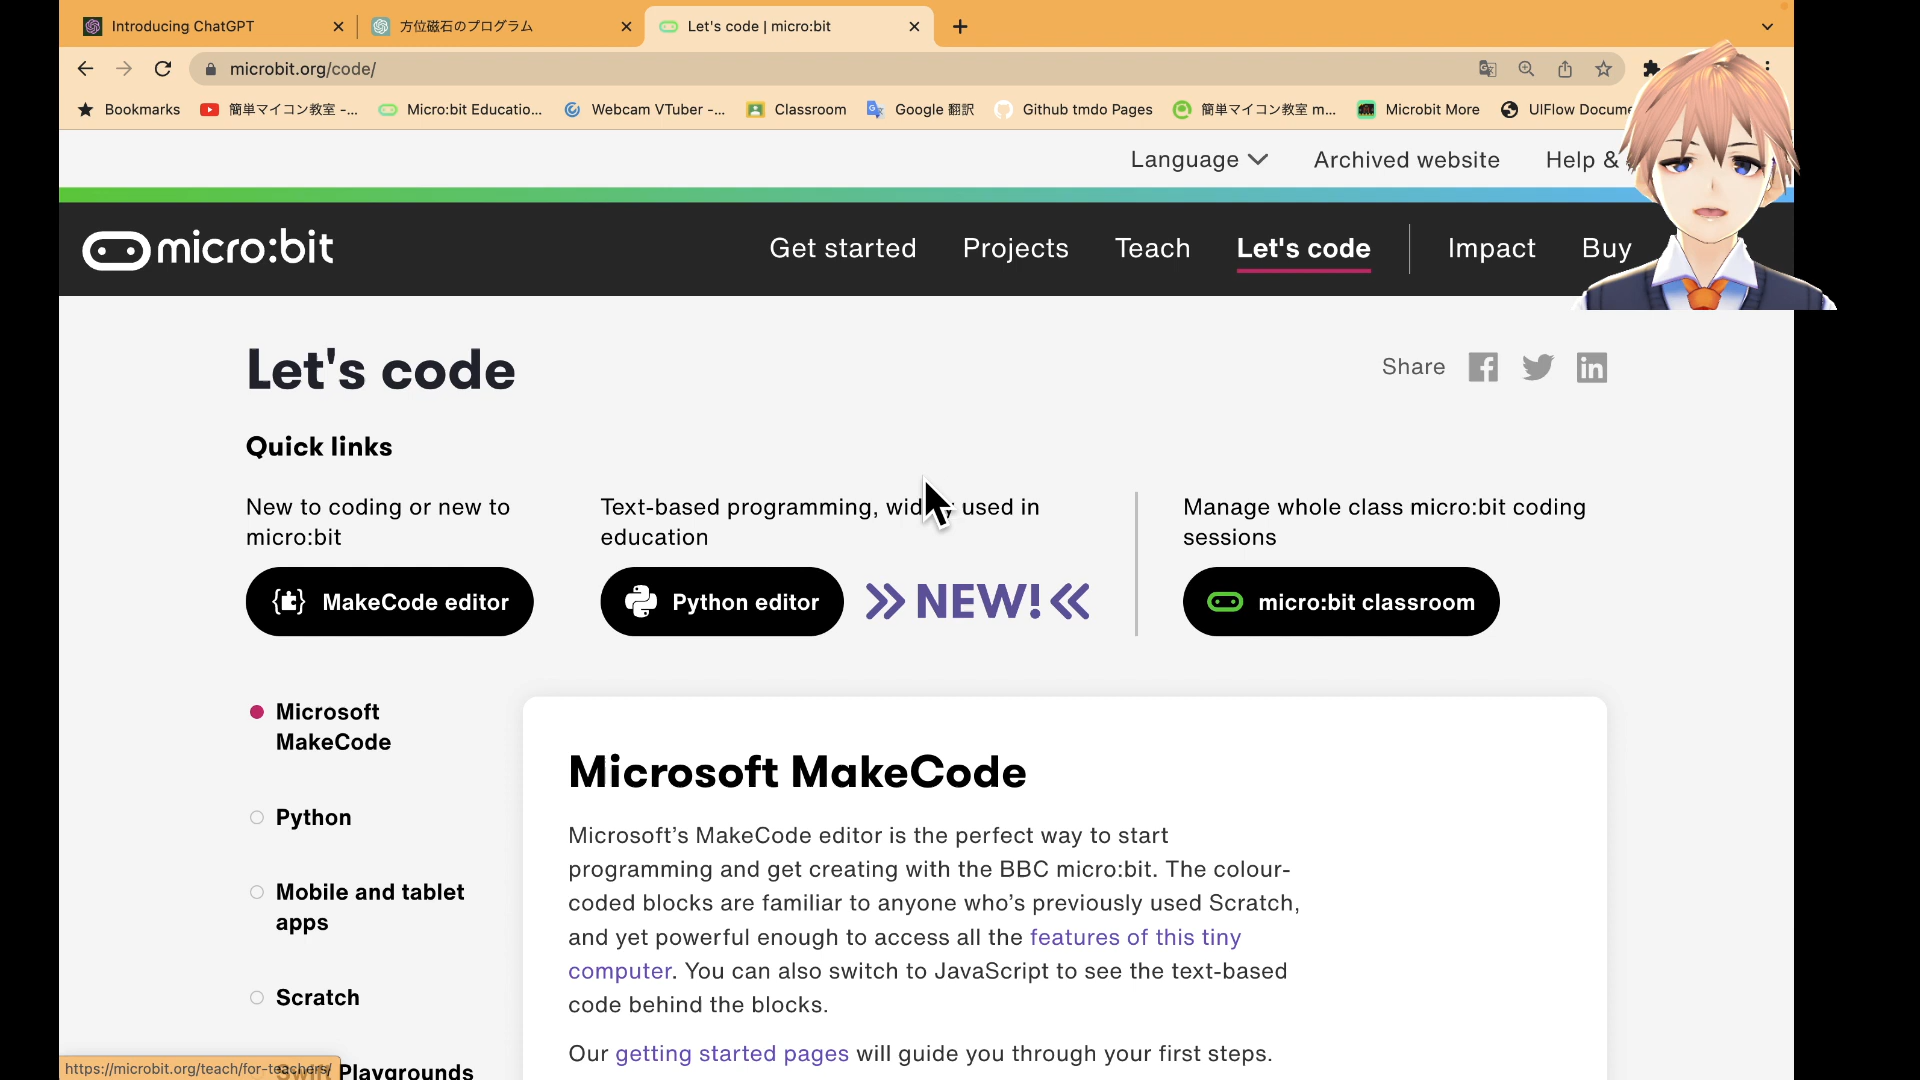 Introducing ChatGPT
方位磁石のプログラム
Let's code | micro:bit
microbit.org/code/
Bookmarks
簡単マイコン教室 -...
Micro:bit Educatio...
Webcam VTuber -...
Classroom
Google 翻訳
Github tmdo Pages
簡単マイコン教室 m...
Microbit More
UIFlow Docume
Language
Archived website
Help &
micro:bit
Get started
Projects
Teach
Let's code
Impact
Buy
Let's code
Share
Quick links
New to coding or new to
micro:bit
MakeCode editor
Text-based programming, used in
education
Python editor
NEW!
Manage whole class micro:bit coding
sessions
micro:bit classroom
Microsoft
MakeCode
Python
Mobile and tablet
apps
Scratch
Playgrounds
Microsoft MakeCode
Microsoft’s MakeCode editor is the perfect way to start
programming and get creating with the BBC micro:bit. The colour-
coded blocks are familiar to anyone who’s previously used Scratch,
and yet powerful enough to access all the features of this tiny
computer. You can also switch to JavaScript to see the text-based
code behind the blocks.
Our getting started pages will guide you through your first steps.
https://microbit.org/teach/for-teachers/